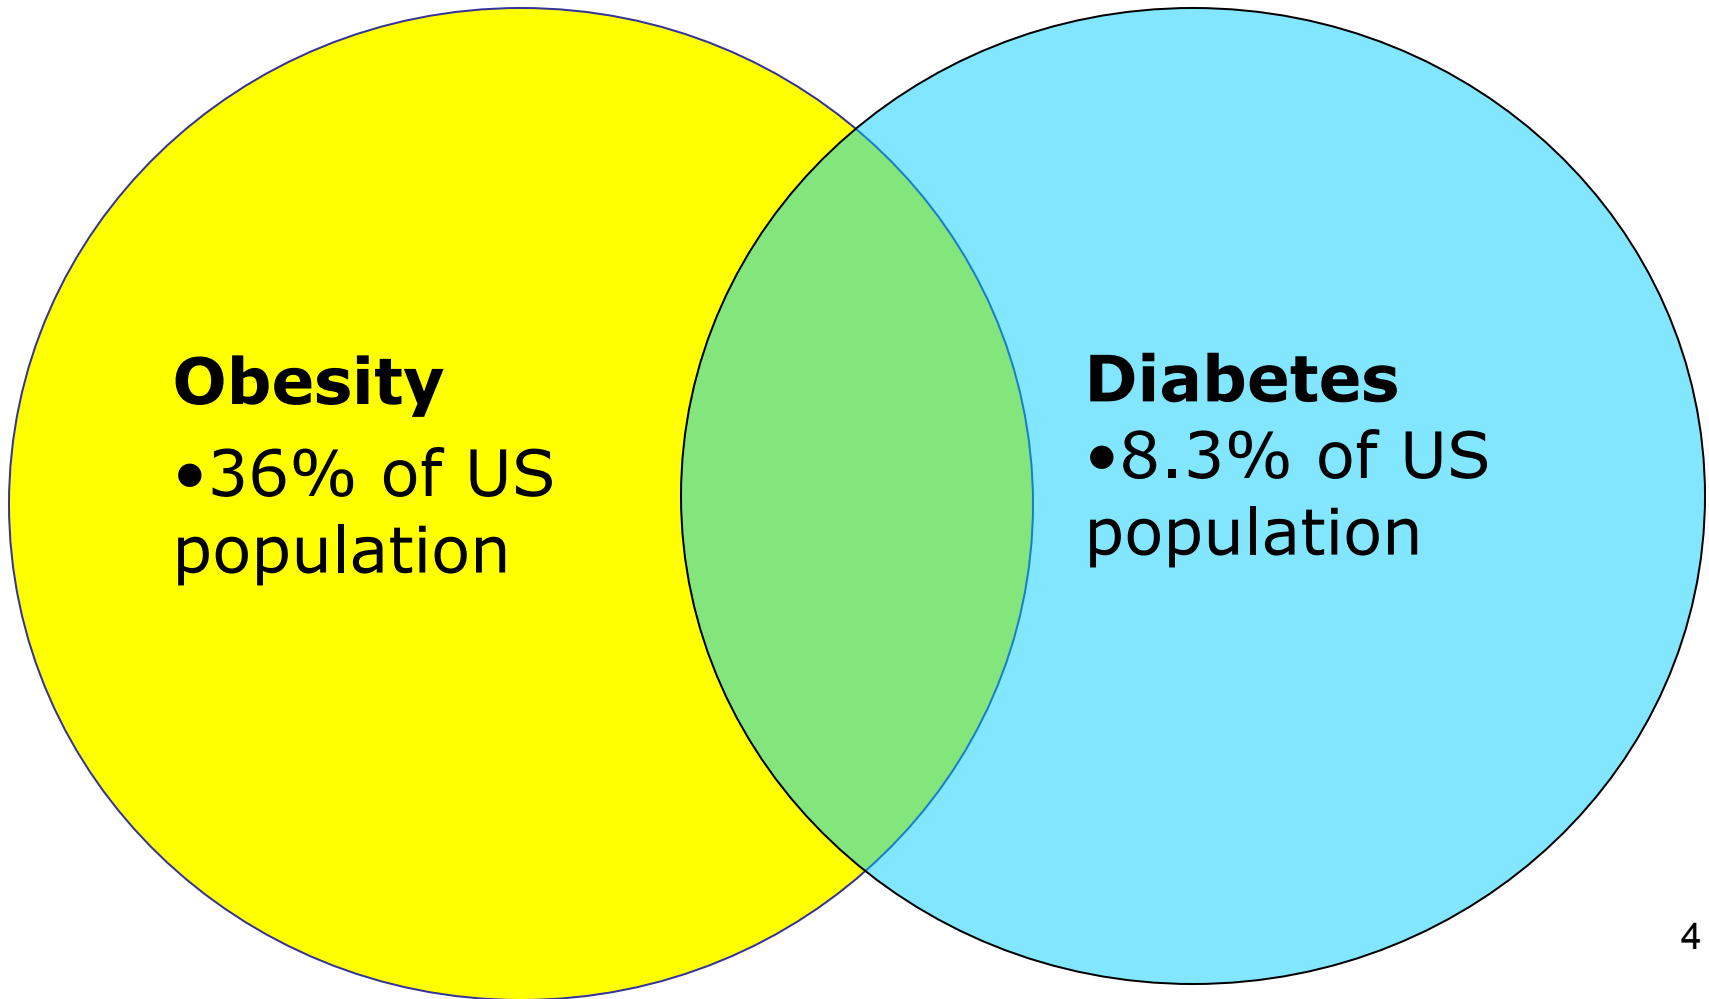 Obesity
•36% of US
population
Diabetes
•8.3% of US
population
4